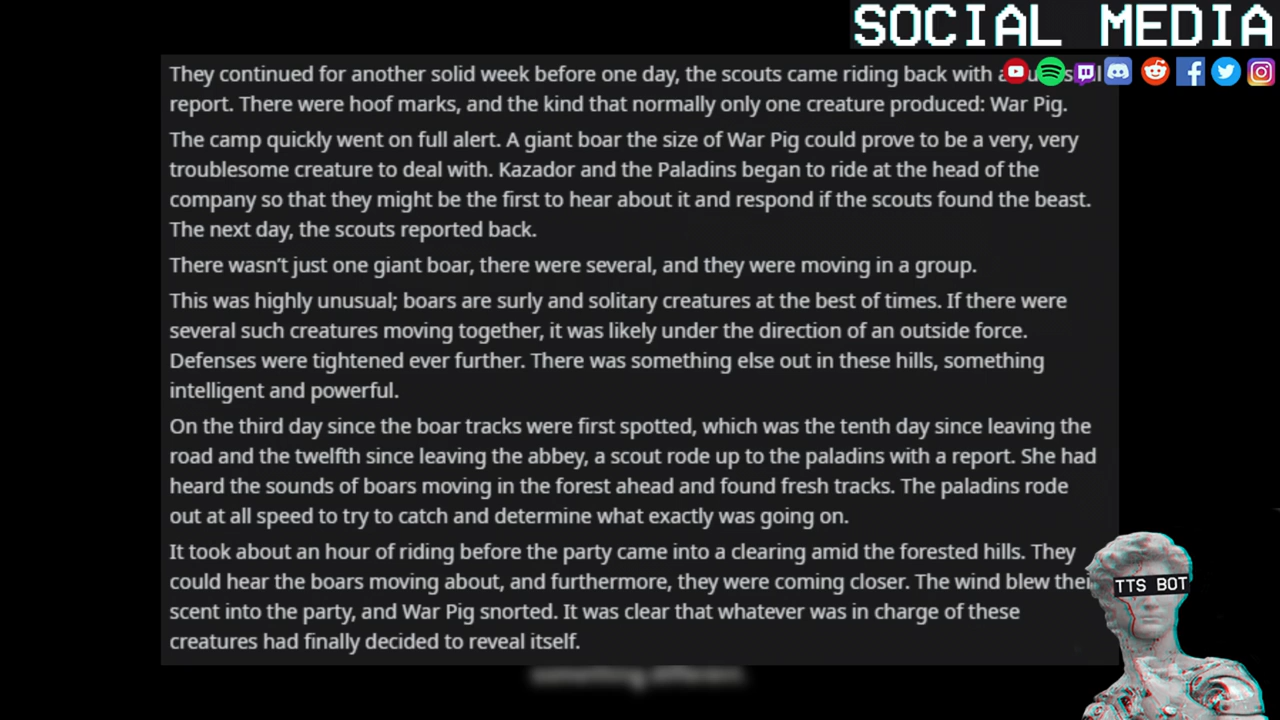 SOCIAL MEDIA
They continued for another solid week before one day, the scouts came riding back with
report. There were hoof marks, and the kind that normally only one creature produced: War Pig.
The camp quickly went on full alert. A giant boar the size of War Pig could prove to be a very, very
troublesome creature to deal with. Kazador and the Paladins began to ride at the head of the
company so that they might be the first to hear about it and respond if the scouts found the beast.
The next day, the scouts reported back.
There wasn't just one giant boar, there were several, and they were moving in a group.
This was highly unusual; boars are surly and solitary creatures at the best of times. If there were
several such creatures moving together, it was likely under the direction of an outside force.
Defenses were tightened ever further. There was something else out in these hills, something
intelligent and powerful.
On the third day since the boar tracks were first spotted, which was the tenth day since leaving the
road and the twelfth since leaving the abbey, a scout rode up to the paladins with a report. She had
heard the sounds of boars moving in the forest ahead and found fresh tracks. The paladins rode
out at all speed to try to catch and determine what exactly was going on.
It took about an hour of riding before the party came into a clearing amid the forested hills. They
could hear the boars moving about, and furthermore, they were coming closer. The wind blew thei
scent into the party, and War Pig snorted. It was clear that whatever was in charge of these
creatures had finally decided to reveal itself.
TTS BOT
something different.